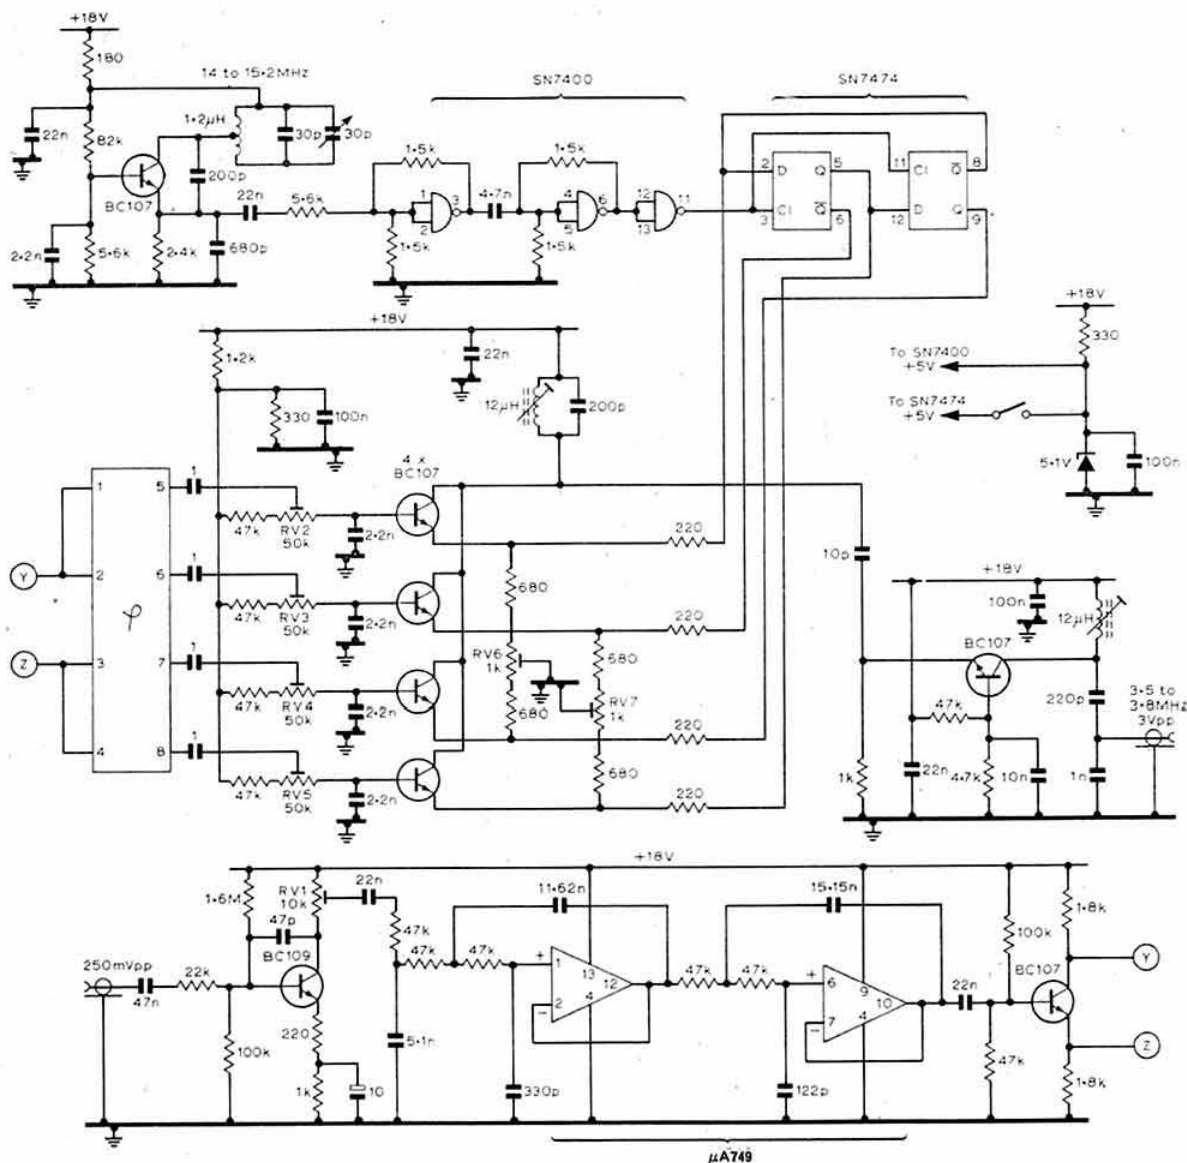 +18V
180
14 to 15·2MHz
22n
82k
1·2µH
30p
30p
BC107
200p
22n
5·6k
2·2n
5·6k
2·4k
680p
SN7400
1·5k
1·5k
1
2
3
4·7n
4
5
6
12
13
11
1·5k
1·5k
SN7474
2
D
Q
5
3
Cl
Q̅
6
11
Cl
Q̅
8
12
D
Q
9
+18V
1·2k
330
100n
22n
12µH
200p
4 x
BC107
+18V
330
To SN7400
+5V
To SN7474
+5V
5·1V
100n
Y
Z
1
2
3
4
φ
5
6
7
8
1
1
1
1
47k
RV2
50k
2·2n
47k
RV3
50k
2·2n
47k
RV4
50k
2·2n
47k
RV5
50k
2·2n
220
220
220
220
680
RV6
1k
680
680
RV7
1k
680
10p
+18V
100n
12µH
BC107
47k
220p
3·5 to
3·8MHz
3Vpp
1k
22n
4·7k
10n
1n
+18V
1·6M
RV1
10k
22n
47p
BC109
47k
250mVpp
47n
22k
100k
220
1k
10
5·1n
47k
47k
11·62n
330p
+
1
2
−
13
12
4
47k
47k
15·15n
122p
+
6
7
−
9
10
4
22n
100k
47k
BC107
1·8k
1·8k
Y
Z
µA749